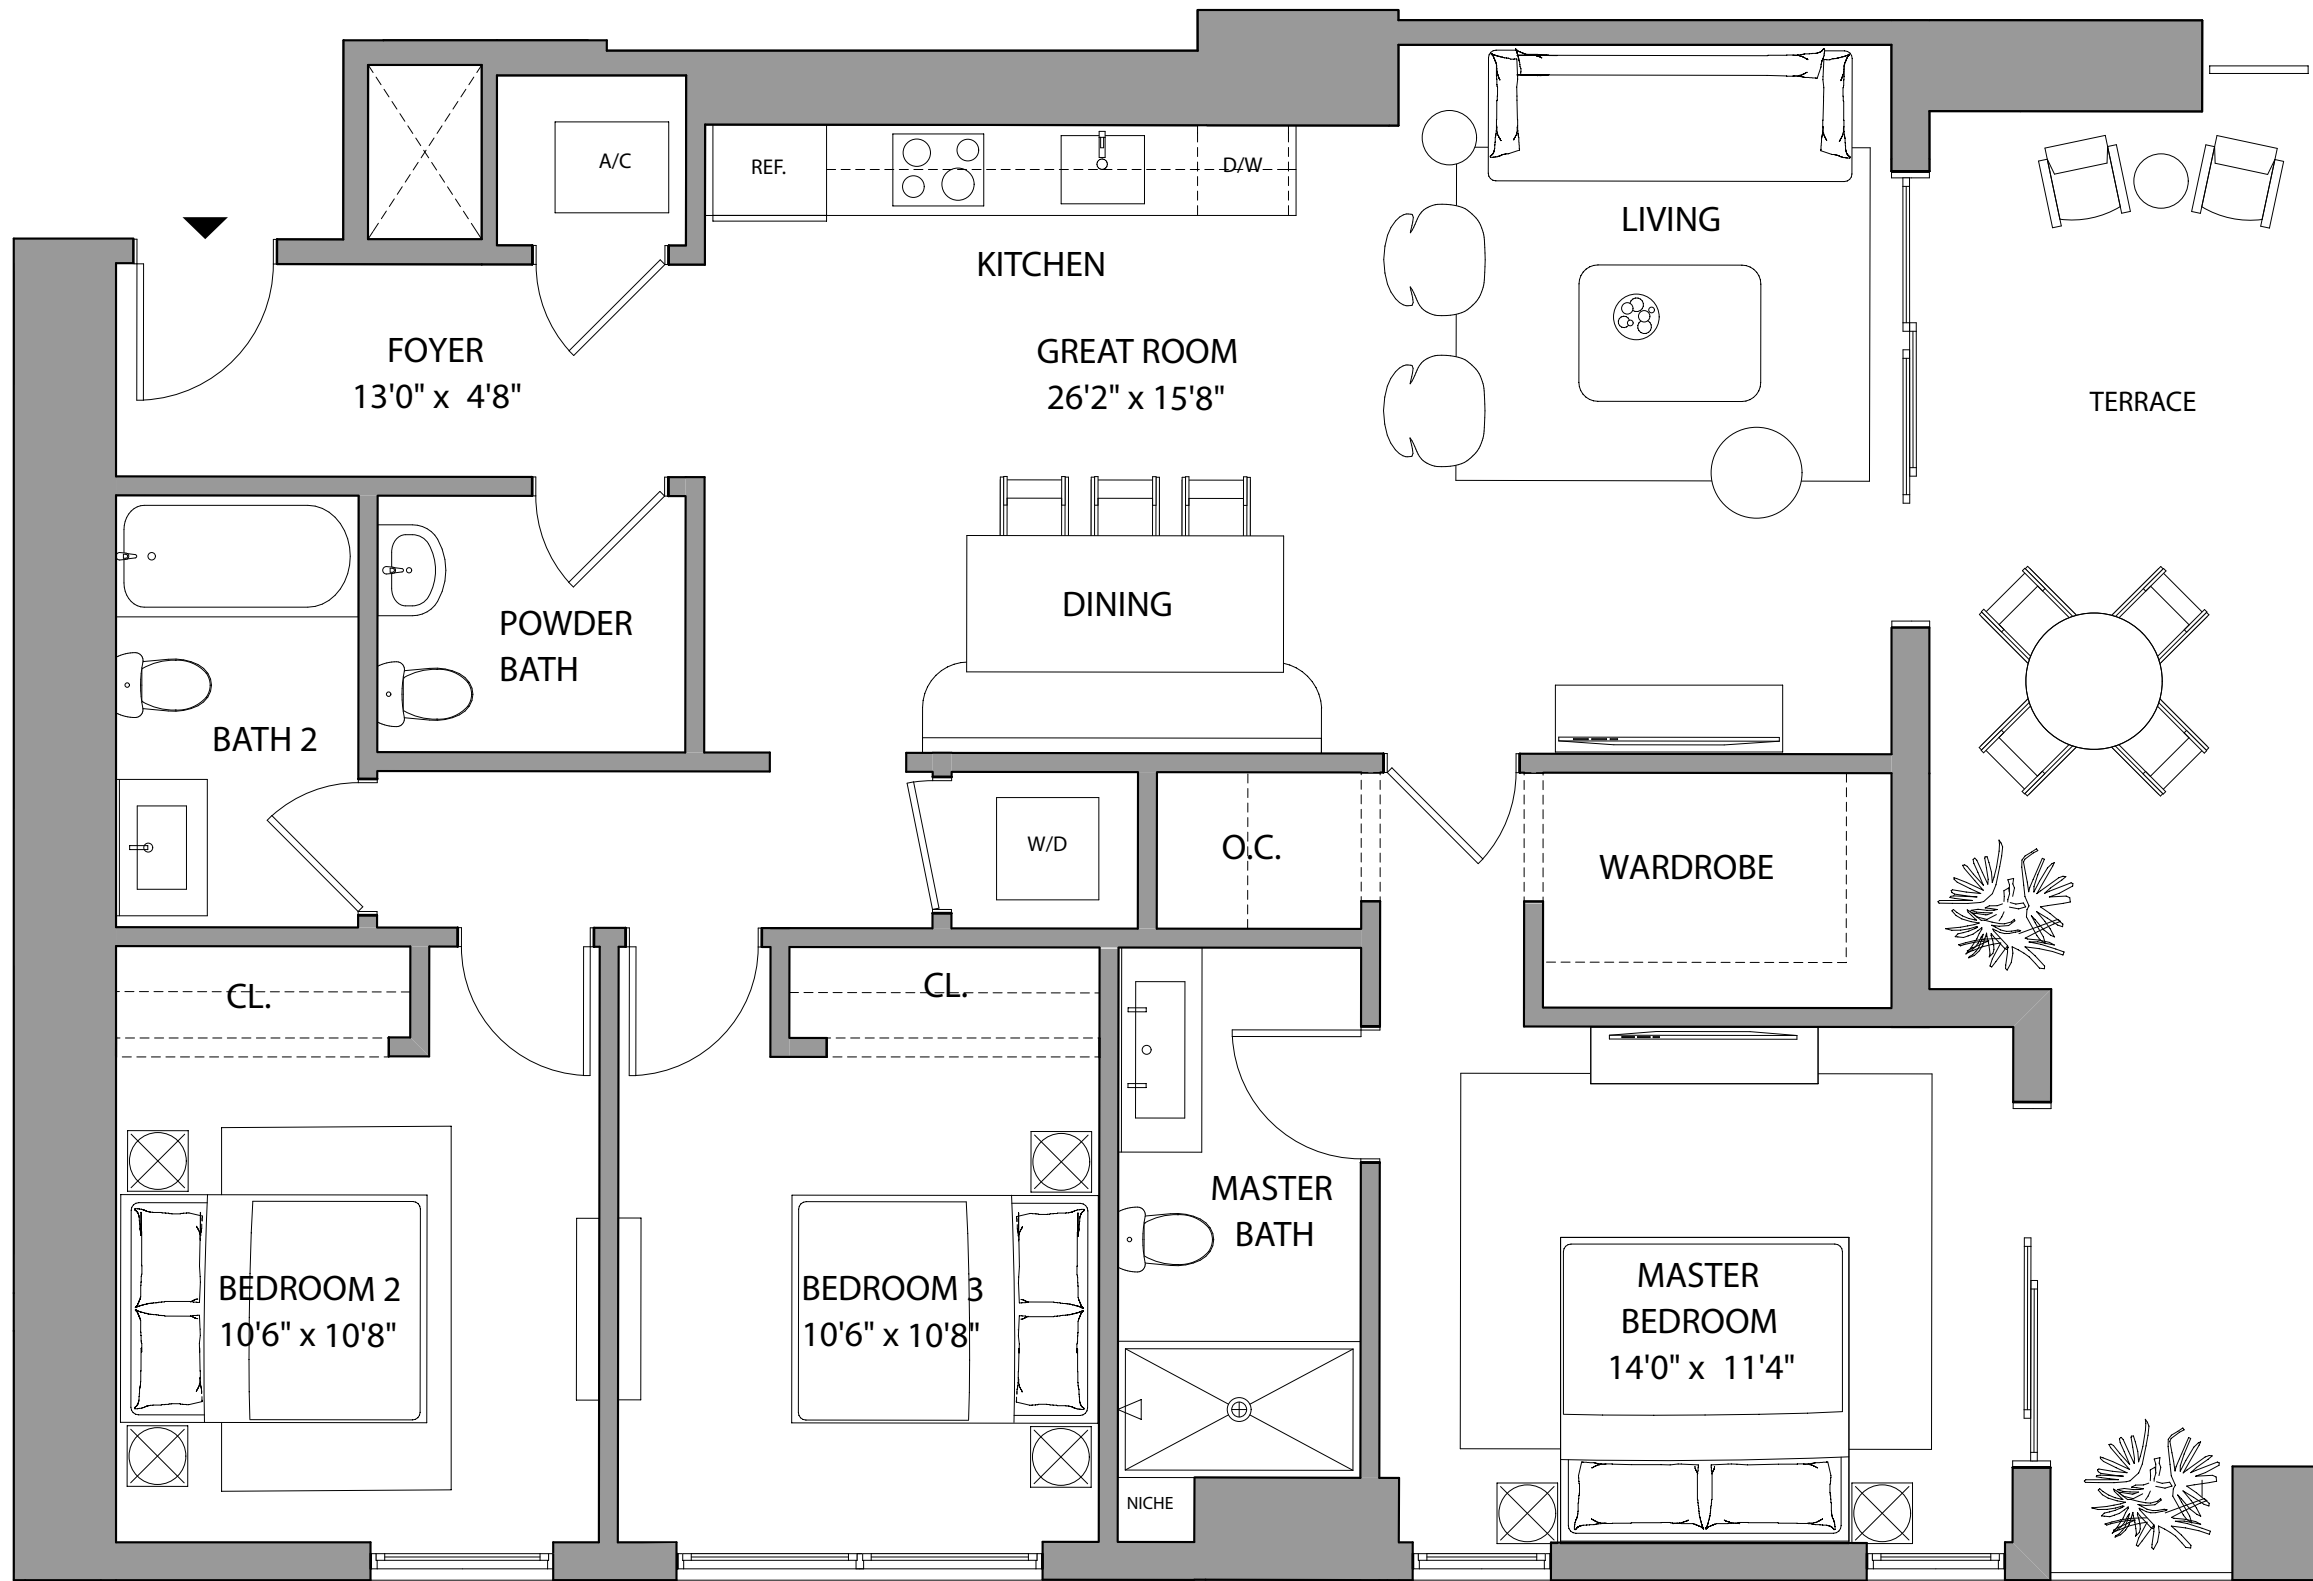 A/C
REF.
D/W
LIVING
KITCHEN
FOYER
13'0" x 4'8"
GREAT ROOM
26'2" x 15'8"
TERRACE
DINING
POWDER
BATH
BATH 2
W/D
O.C.
WARDROBE
CL.
CL.
MASTER
BATH
BEDROOM 2
10'6" x 10'8"
BEDROOM 3
10'6" x 10'8"
MASTER
BEDROOM
14'0" x 11'4"
NICHE